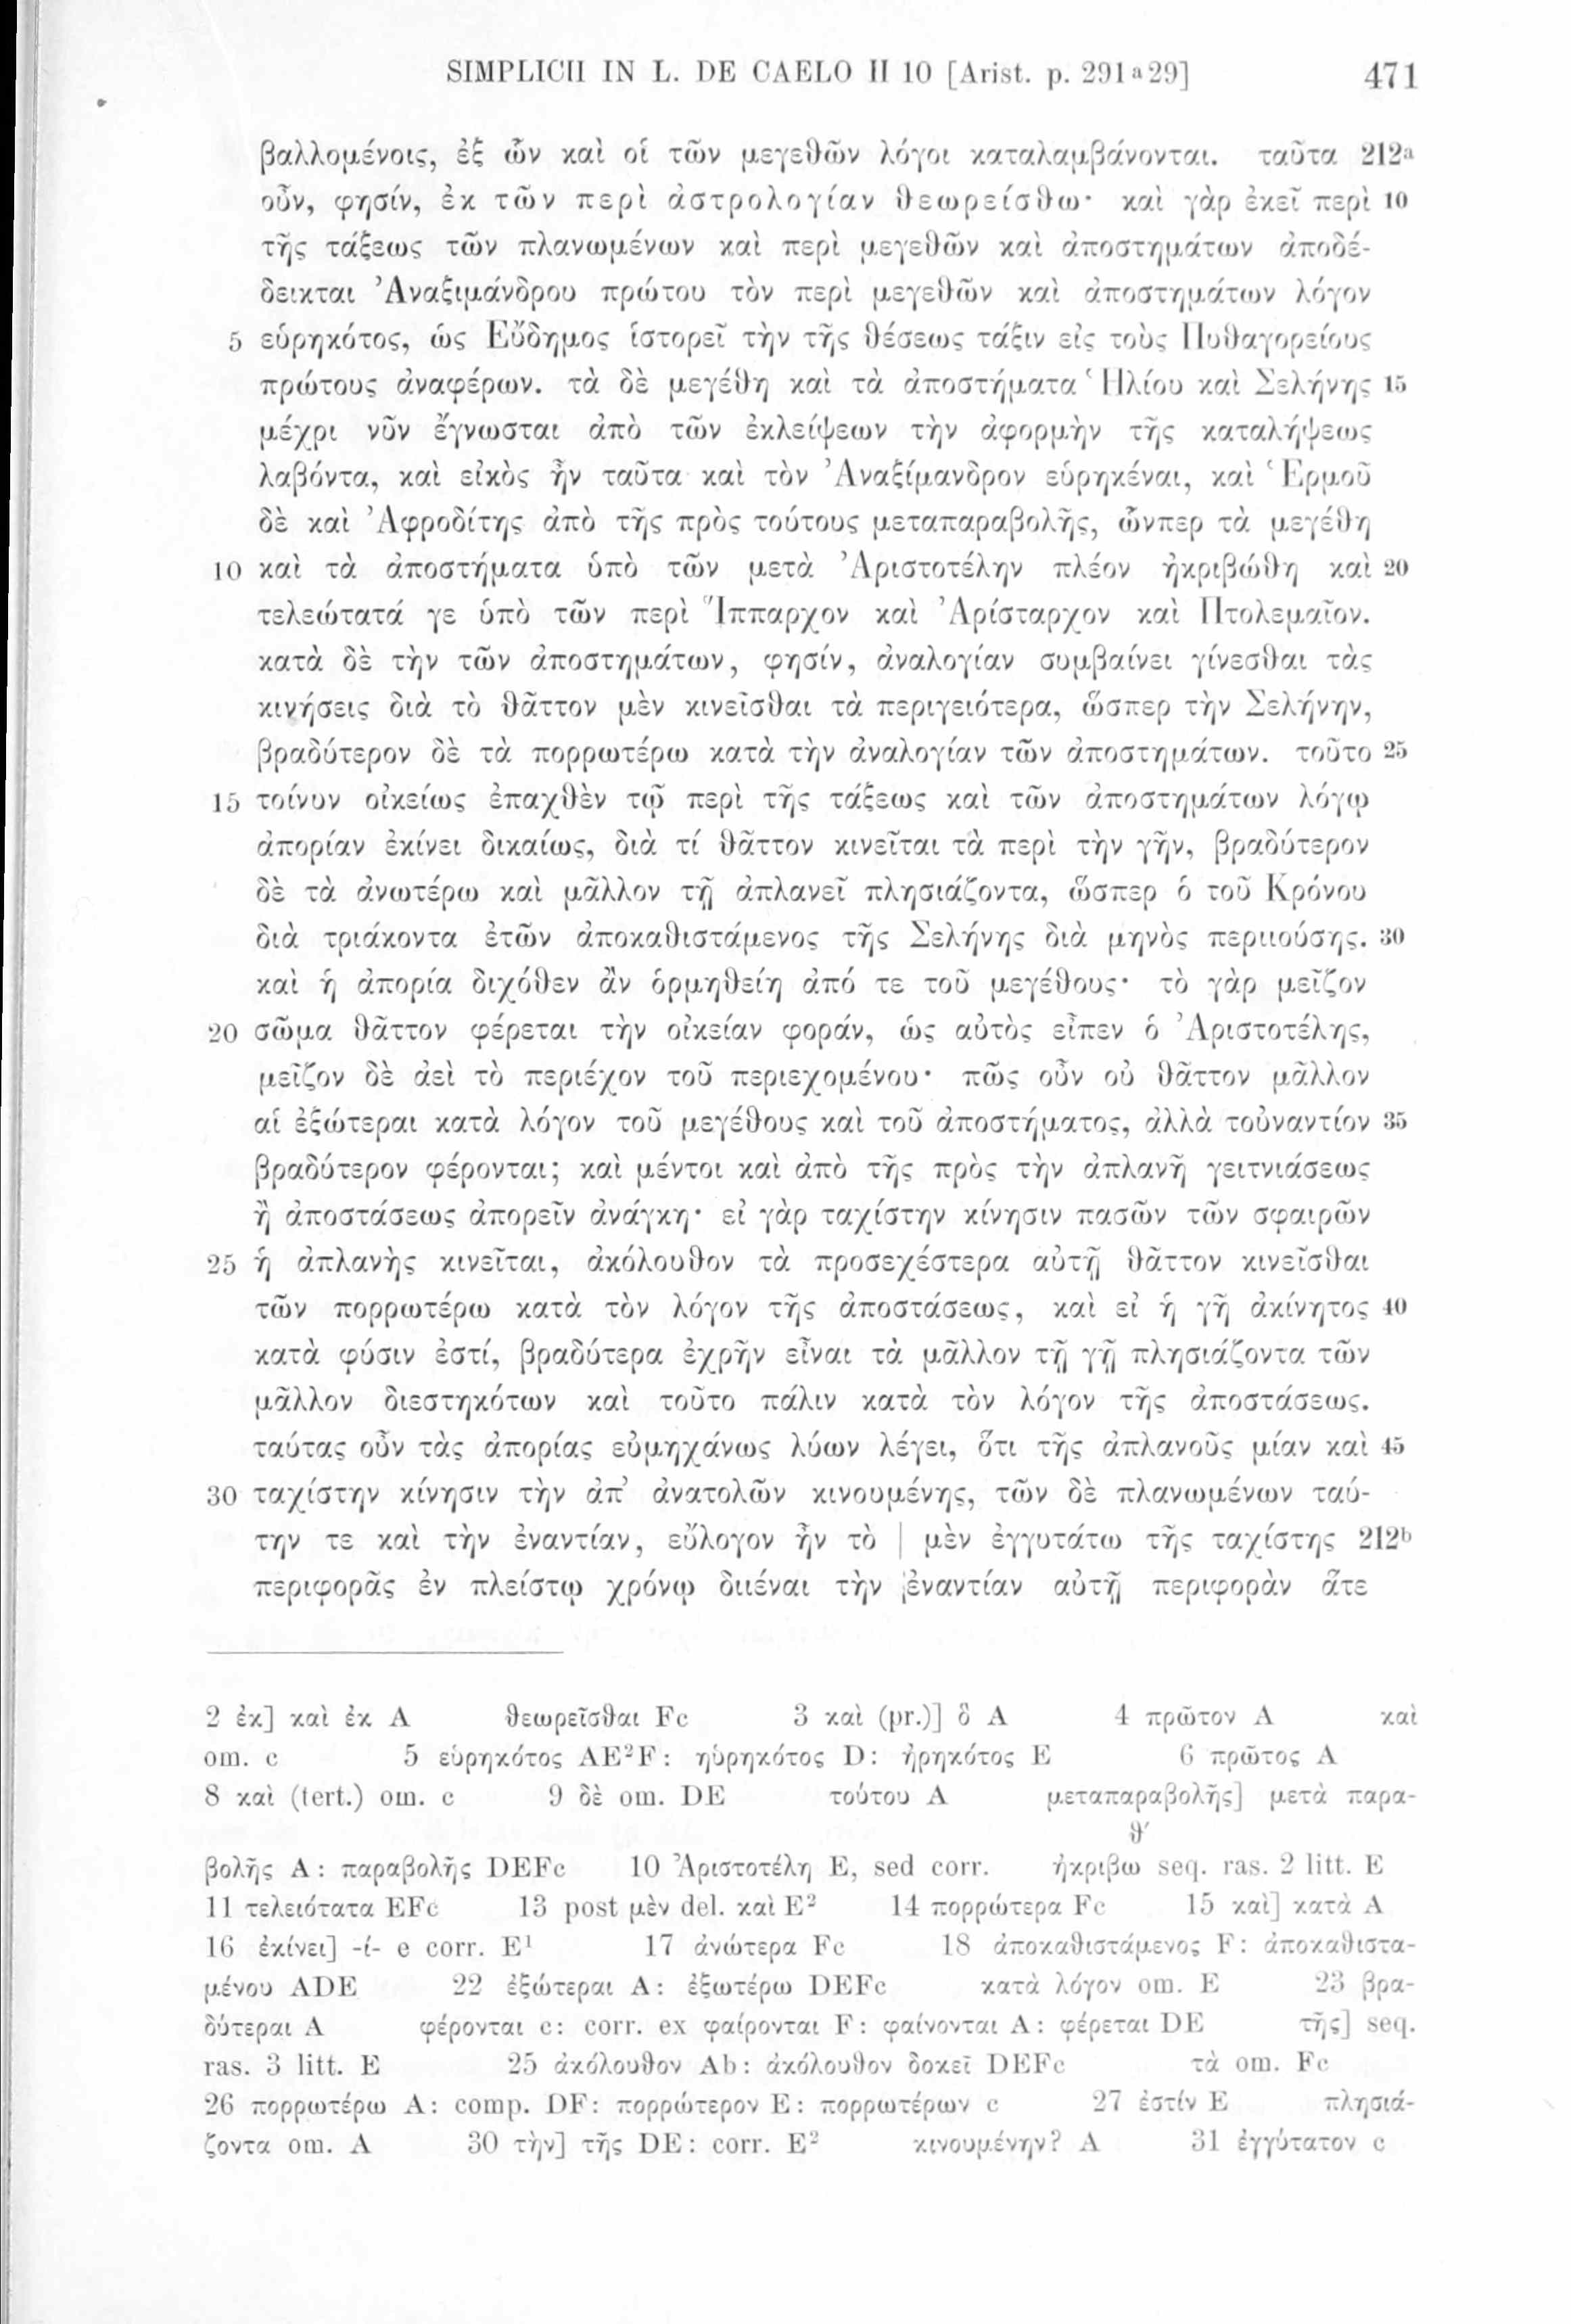 SIMPLICII IN L. DE CAELO II 10 [Arist. p. 291ᵃ29] 471
βαλλομένοις, ἐξ ὧν καὶ οἱ τῶν μεγεθῶν λόγοι καταλαμβάνονται. ταῦτα 212ᵃ
οὖν, φησίν, ἐκ τῶν περὶ ἀστρολογίαν θεωρείσθω· καὶ γὰρ ἐκεῖ περὶ 10
τῆς τάξεως τῶν πλανωμένων καὶ περὶ μεγεθῶν καὶ ἀποστημάτων ἀποδέ-
δεικται Ἀναξιμάνδρου πρώτου τὸν περὶ μεγεθῶν καὶ ἀποστημάτων λόγον
5 εὑρηκότος, ὡς Εὔδημος ἱστορεῖ τὴν τῆς θέσεως τάξιν εἰς τοὺς Πυθαγορείους
πρώτους ἀναφέρων. τὰ δὲ μεγέθη καὶ τὰ ἀποστήματα Ἡλίου καὶ Σελήνης 15
μέχρι νῦν ἔγνωσται ἀπὸ τῶν ἐκλείψεων τὴν ἀφορμὴν τῆς καταλήψεως
λαβόντα, καὶ εἰκὸς ἦν ταῦτα καὶ τὸν Ἀναξίμανδρον εὑρηκέναι, καὶ Ἑρμοῦ
δὲ καὶ Ἀφροδίτης ἀπὸ τῆς πρὸς τούτους μεταπαραβολῆς, ὧνπερ τὰ μεγέθη
10 καὶ τὰ ἀποστήματα ὑπὸ τῶν μετὰ Ἀριστοτέλην πλέον ἠκριβώθη καὶ 20
τελεώτατά γε ὑπὸ τῶν περὶ Ἵππαρχον καὶ Ἀρίσταρχον καὶ Πτολεμαῖον.
κατὰ δὲ τὴν τῶν ἀποστημάτων, φησίν, ἀναλογίαν συμβαίνει γίνεσθαι τὰς
κινήσεις διὰ τὸ θᾶττον μὲν κινεῖσθαι τὰ περιγειότερα, ὥσπερ τὴν Σελήνην,
βραδύτερον δὲ τὰ πορρωτέρω κατὰ τὴν ἀναλογίαν τῶν ἀποστημάτων. τοῦτο 25
15 τοίνυν οἰκείως ἐπαχθὲν τῷ περὶ τῆς τάξεως καὶ τῶν ἀποστημάτων λόγῳ
ἀπορίαν ἐκίνει δικαίως, διὰ τί θᾶττον κινεῖται τὰ περὶ τὴν γῆν, βραδύτερον
δὲ τὰ ἀνωτέρω καὶ μᾶλλον τῇ ἀπλανεῖ πλησιάζοντα, ὥσπερ ὁ τοῦ Κρόνου
διὰ τριάκοντα ἐτῶν ἀποκαθιστάμενος τῆς Σελήνης διὰ μηνὸς περιιούσης. 30
καὶ ἡ ἀπορία διχόθεν ἂν ὁρμηθείη ἀπό τε τοῦ μεγέθους· τὸ γὰρ μεῖζον
20 σῶμα θᾶττον φέρεται τὴν οἰκείαν φοράν, ὡς αὐτὸς εἶπεν ὁ Ἀριστοτέλης,
μεῖζον δὲ ἀεὶ τὸ περιέχον τοῦ περιεχομένου· πῶς οὖν οὐ θᾶττον μᾶλλον
αἱ ἐξώτεραι κατὰ λόγον τοῦ μεγέθους καὶ τοῦ ἀποστήματος, ἀλλὰ τοὐναντίον 35
βραδύτερον φέρονται; καὶ μέντοι καὶ ἀπὸ τῆς πρὸς τὴν ἀπλανῆ γειτνιάσεως
ἢ ἀποστάσεως ἀπορεῖν ἀνάγκη· εἰ γὰρ ταχίστην κίνησιν πασῶν τῶν σφαιρῶν
25 ἡ ἀπλανὴς κινεῖται, ἀκόλουθον τὰ προσεχέστερα αὐτῇ θᾶττον κινεῖσθαι
τῶν πορρωτέρω κατὰ τὸν λόγον τῆς ἀποστάσεως, καὶ εἰ ἡ γῆ ἀκίνητος 40
κατὰ φύσιν ἐστί, βραδύτερα ἐχρῆν εἶναι τὰ μᾶλλον τῇ γῇ πλησιάζοντα τῶν
μᾶλλον διεστηκότων καὶ τοῦτο πάλιν κατὰ τὸν λόγον τῆς ἀποστάσεως.
ταύτας οὖν τὰς ἀπορίας εὐμηχάνως λύων λέγει, ὅτι τῆς ἀπλανοῦς μίαν καὶ 45
30 ταχίστην κίνησιν τὴν ἀπ’ ἀνατολῶν κινουμένης, τῶν δὲ πλανωμένων ταύ-
την τε καὶ τὴν ἐναντίαν, εὔλογον ἦν τὸ | μὲν ἐγγυτάτω τῆς ταχίστης 212ᵇ
περιφορᾶς ἐν πλείστῳ χρόνῳ διιέναι τὴν ἐναντίαν αὐτῇ περιφορὰν ἅτε
2 ἐκ] καὶ ἐκ A θεωρεῖσθαι Fc 3 καὶ (pr.)] ὃ A 4 πρῶτον A καὶ
om. c 5 εὑρηκότος AE²F: ηὑρηκότος D: ἡρηκότος E 6 πρῶτος A
8 καὶ (tert.) om. c 9 δὲ om. DE τούτου A μεταπαραβολῆς] μετὰ παρα-
βολῆς A: παραβολῆς DEFc 10 Ἀριστοτέλη E, sed corr. ἠκριβω θ′ seq. ras. 2 litt. E
11 τελειότατα EFc 13 post μὲν del. καὶ E² 14 πορρώτερα Fc 15 καὶ] κατὰ A
16 ἐκίνει] -ί- e corr. E¹ 17 ἀνώτερα Fc 18 ἀποκαθιστάμενος F: ἀποκαθιστα-
μένου ADE 22 ἐξώτεραι A: ἐξωτέρω DEFc κατὰ λόγον om. E 23 βρα-
δύτεραι A φέρονται c: corr. ex φαίρονται F: φαίνονται A: φέρεται DE τῆς] seq.
ras. 3 litt. E 25 ἀκόλουθον Ab: ἀκόλουθον δοκεῖ DEFc τὰ om. Fc
26 πορρωτέρω A: comp. DF: πορρώτερον E: πορρωτέρων c 27 ἐστίν E πλησιά-
ζοντα om. A 30 τὴν] τῆς DE: corr. E² κινουμένην? A 31 ἐγγύτατον c